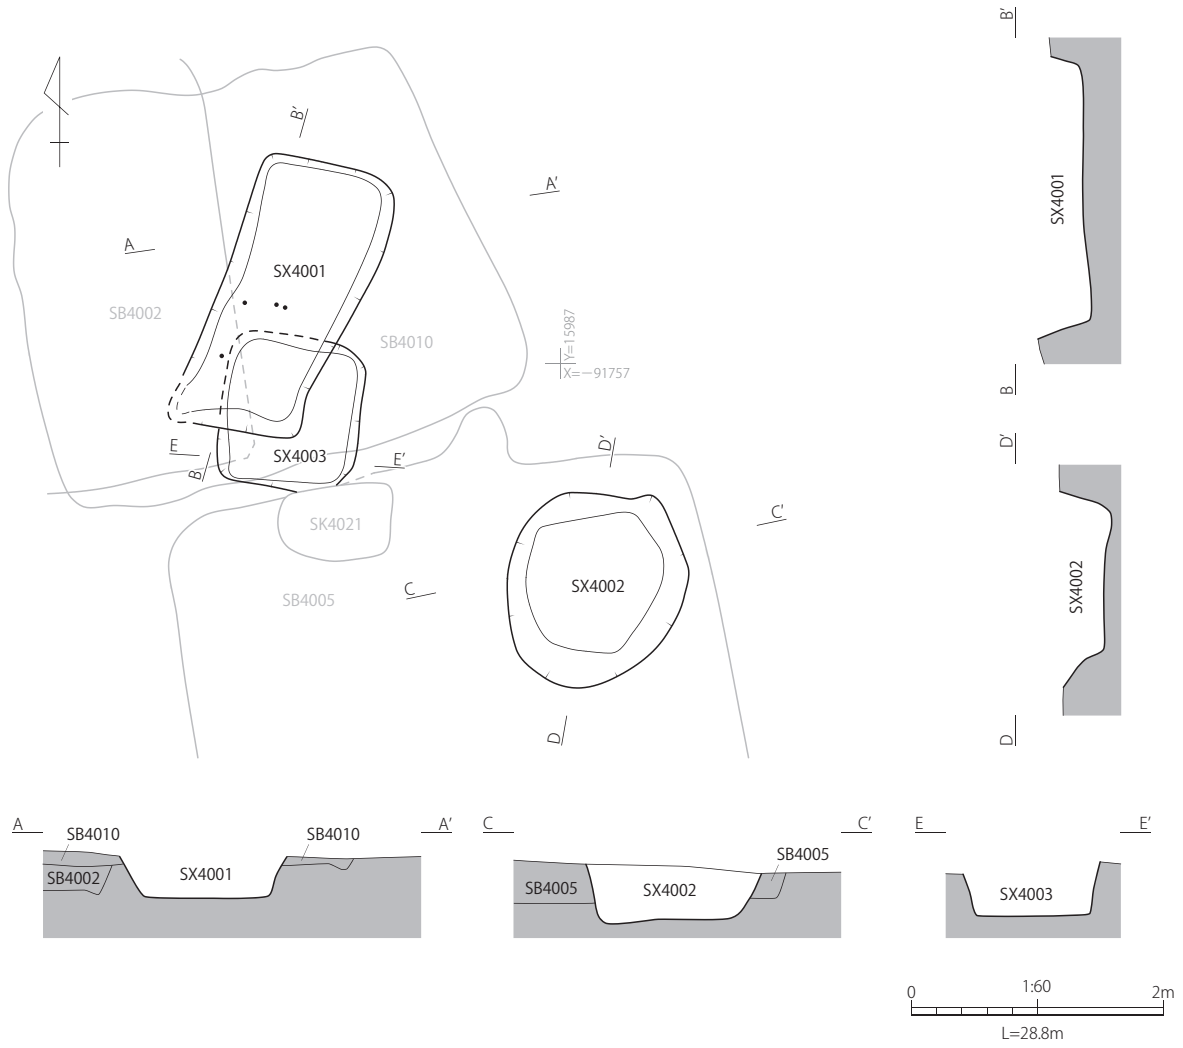 B'
B'
A'
A
SX4001
SX4001
SB4002
SB4010
Y=15987
X=−91757
B
E
B
SX4003
E'
D'
D'
SK4021
C'
SB4005
C
SX4002
SX4002
D
D
A
A'
SB4010
SB4010
SB4002
SX4001
C
C'
SB4005
SB4005
SX4002
E
E'
SX4003
0
1:60
2m
L=28.8m